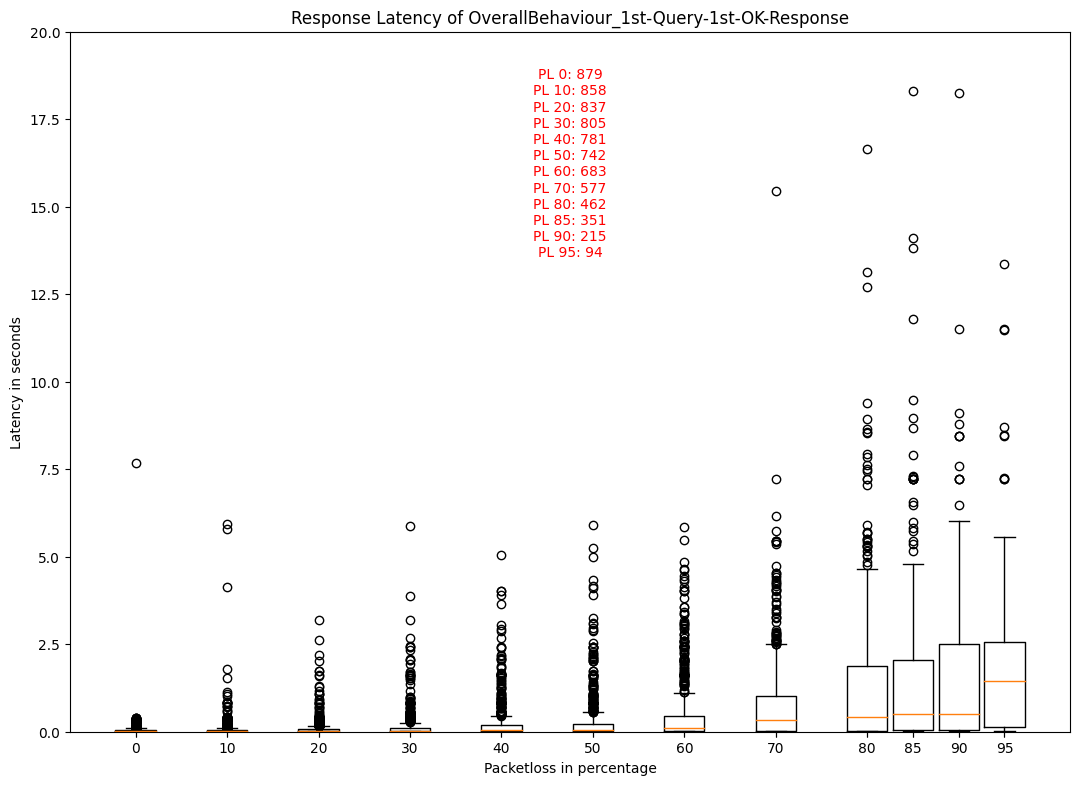 Response Latency of OverallBehaviour_1st-Query-1st-OK-Response
20.0
17.5
15.0
12.5
10.0
7.5
5.0
2.5
0.0
Latency in seconds
PL 0: 879
PL 10: 858
PL 20: 837
PL 30: 805
PL 40: 781
PL 50: 742
PL 60: 683
PL 70: 577
PL 80: 462
PL 85: 351
PL 90: 215
PL 95: 94
0 10 20 30 40 50 60 70 80 85 90 95
Packetloss in percentage